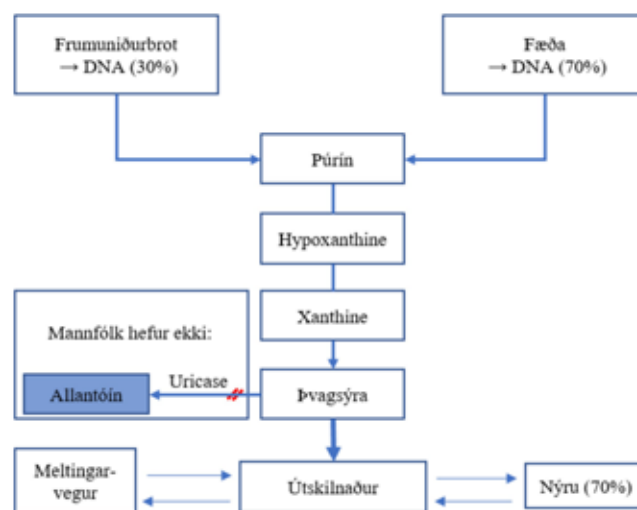 Frumuniðurbrot
→ DNA (30%)
Fæða
→ DNA (70%)
Púrín
Hypoxanthine
Xanthine
Mannfólk hefur ekki:
Uricase
Allantóín
Þvagsýra
Meltingar-
vegur
Útskilnaður
Nýru (70%)